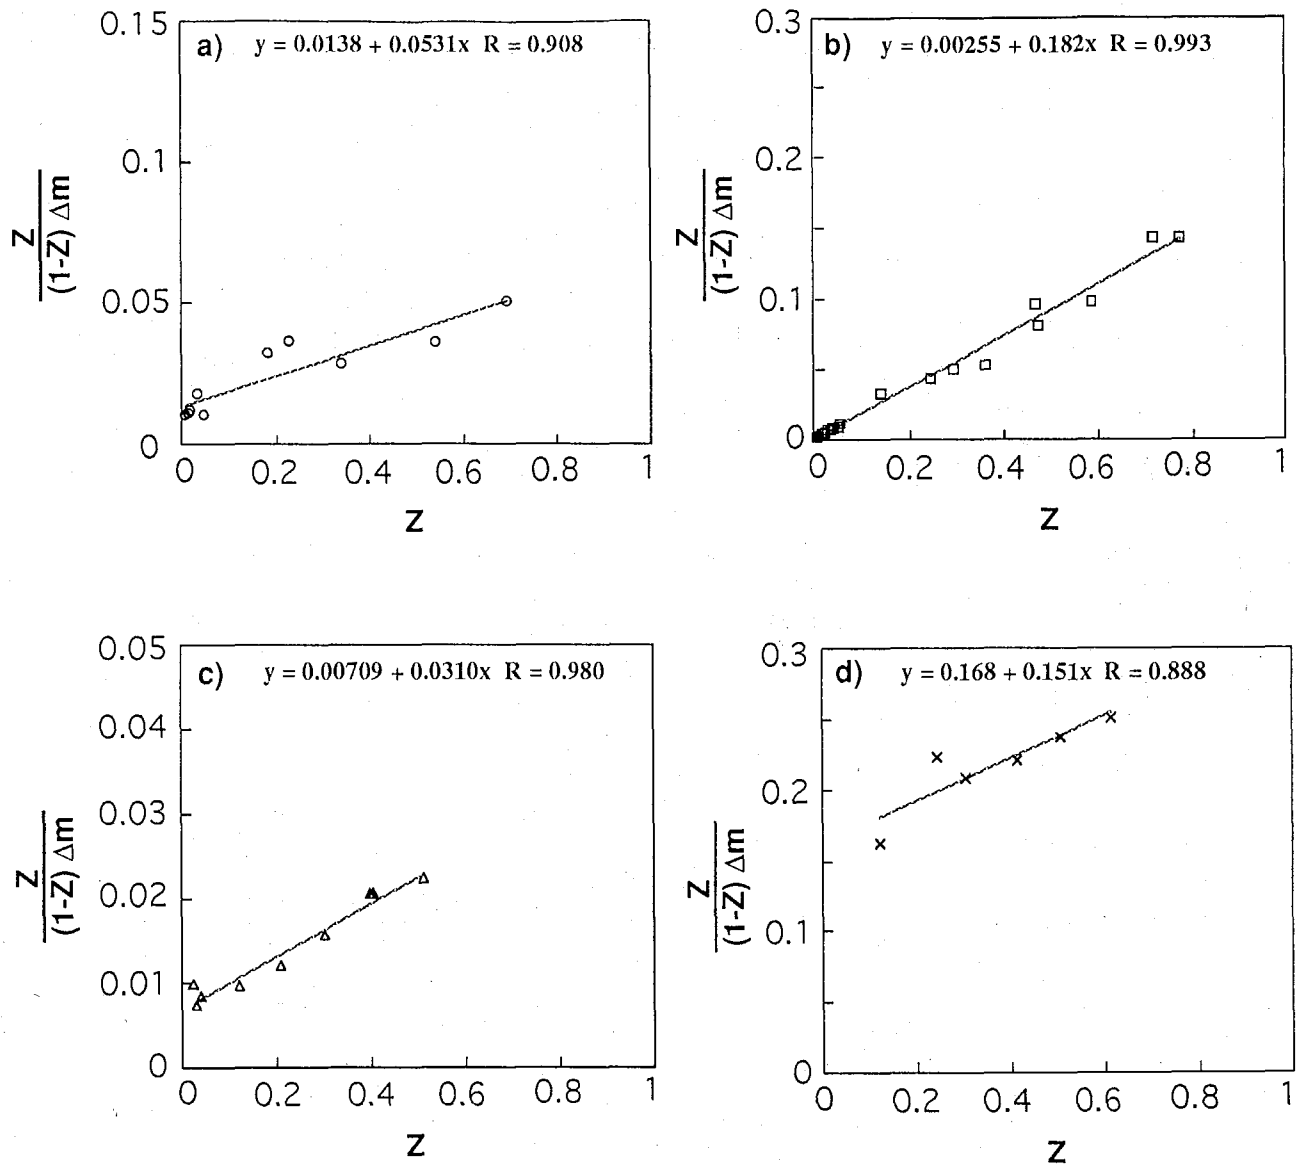 a) y = 0.0138 + 0.0531x R = 0.908
0.15
0.1
0.05
0
Z
(1-Z) Δm
0 0.2 0.4 0.6 0.8 1
Z
b) y = 0.00255 + 0.182x R = 0.993
0.3
0.2
0.1
0
Z
(1-Z) Δm
0 0.2 0.4 0.6 0.8 1
Z
c) y = 0.00709 + 0.0310x R = 0.980
0.05
0.04
0.03
0.02
0.01
0
Z
(1-Z) Δm
0 0.2 0.4 0.6 0.8 1
Z
d) y = 0.168 + 0.151x R = 0.888
0.3
0.2
0.1
0
Z
(1-Z) Δm
0 0.2 0.4 0.6 0.8 1
Z